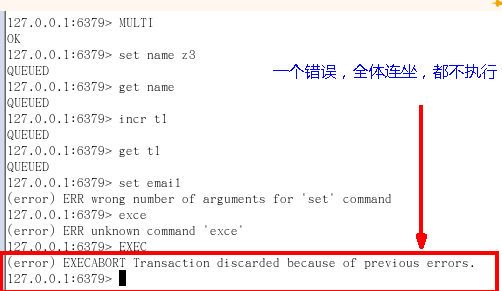 127.0.0.1:6379> MULTI
OK
127.0.0.1:6379> set name z3
QUEUED
一个错误，全体连坐，都不执行
127.0.0.1:6379> get name
QUEUED
127.0.0.1:6379> incr t1
QUEUED
127.0.0.1:6379> get t1
QUEUED
127.0.0.1:6379> set email
(error) ERR wrong number of arguments for 'set' command
127.0.0.1:6379> exce
(error) ERR unknown command 'exce'
127.0.0.1:6379> EXEC
(error) EXECABORT Transaction discarded because of previous errors.
127.0.0.1:6379>